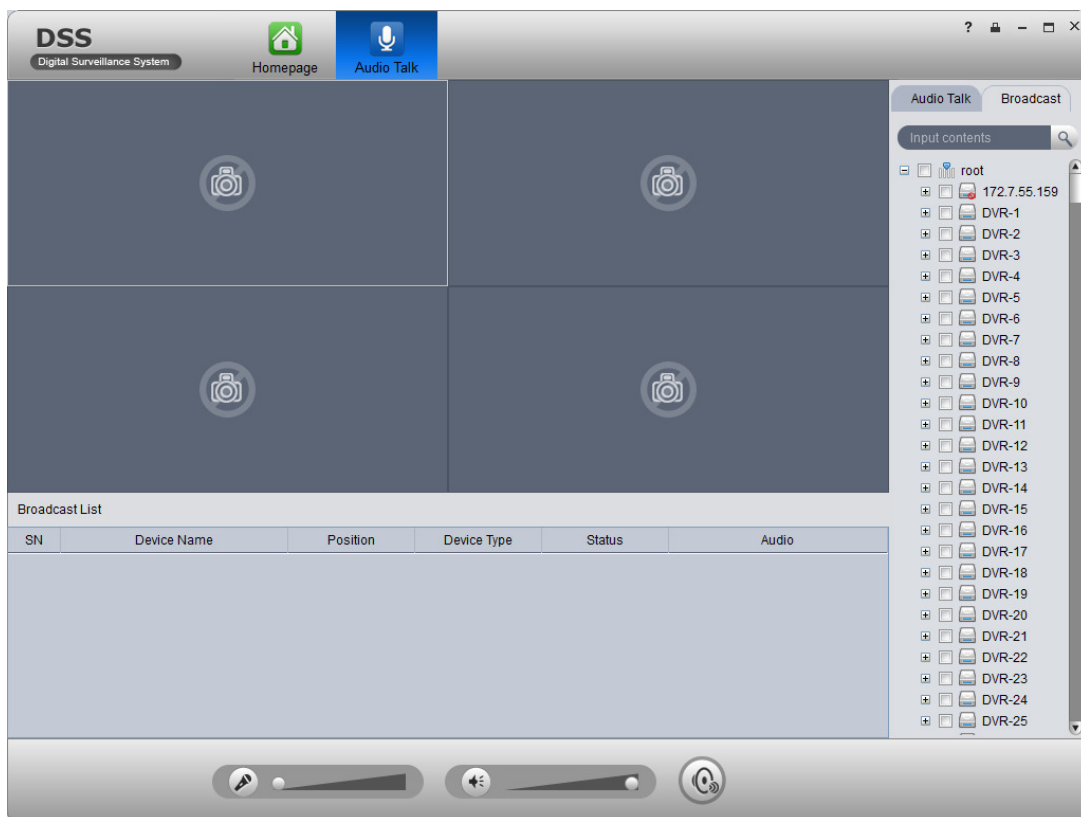 DSS
Digital Surveillance System
Homepage
Audio Talk
?
Audio Talk
Broadcast
Input contents
root
172.7.55.159
DVR-1
DVR-2
DVR-3
DVR-4
DVR-5
DVR-6
DVR-7
DVR-8
DVR-9
DVR-10
DVR-11
DVR-12
DVR-13
DVR-14
DVR-15
DVR-16
DVR-17
DVR-18
DVR-19
DVR-20
DVR-21
DVR-22
DVR-23
DVR-24
DVR-25
Broadcast List
SN Device Name Position Device Type Status Audio